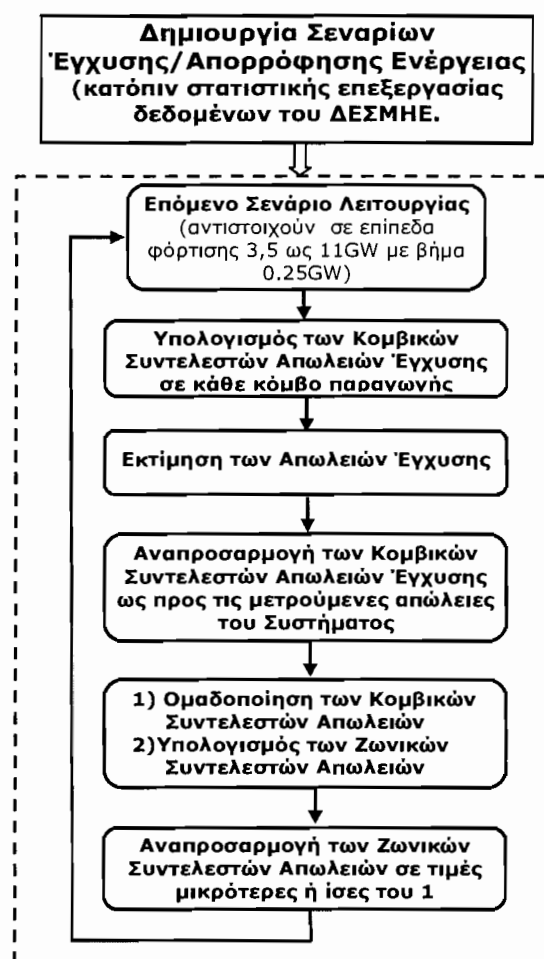 Δημιουργία Σεναρίων
Έγχυσης/Απορρόφησης Ενέργειας
(κατόπιν στατιστικής επεξεργασίας
δεδομένων του ΔΕΣΜΗΕ.
Επόμενο Σενάριο Λειτουργίας
(αντιστοιχούν σε επίπεδα
φόρτισης 3,5 ως 11GW με βήμα
0.25GW)
Υπολογισμός των Κομβικών
Συντελεστών Απωλειών Έγχυσης
σε κάθε κόμβο παραγωγής
Εκτίμηση των Απωλειών Έγχυσης
Αναπροσαρμογή των Κομβικών
Συντελεστών Απωλειών Έγχυσης
ως προς τις μετρούμενες απώλειες
του Συστήματος
1) Ομαδοποίηση των Κομβικών
Συντελεστών Απωλειών
2)Υπολογισμός των Ζωνικών
Συντελεστών Απωλειών
Αναπροσαρμογή των Ζωνικών
Συντελεστών Απωλειών σε τιμές
μικρότερες ή ίσες του 1